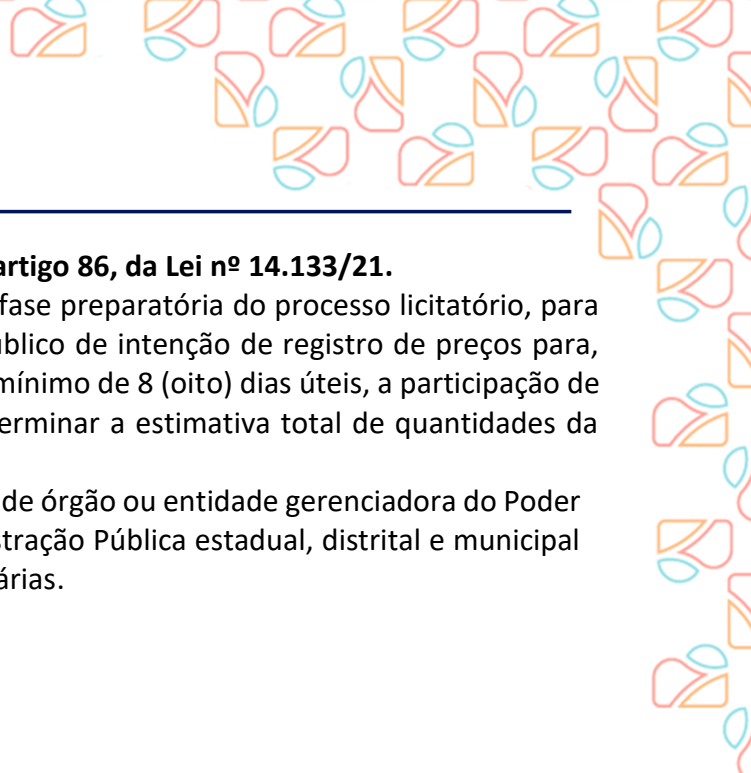 artigo 86, da Lei nº 14.133/21.
fase preparatória do processo licitatório, para
úblico de intenção de registro de preços para,
mínimo de 8 (oito) dias úteis, a participação de
erminar a estimativa total de quantidades da
de órgão ou entidade gerenciadora do Poder
stração Pública estadual, distrital e municipal
árias.